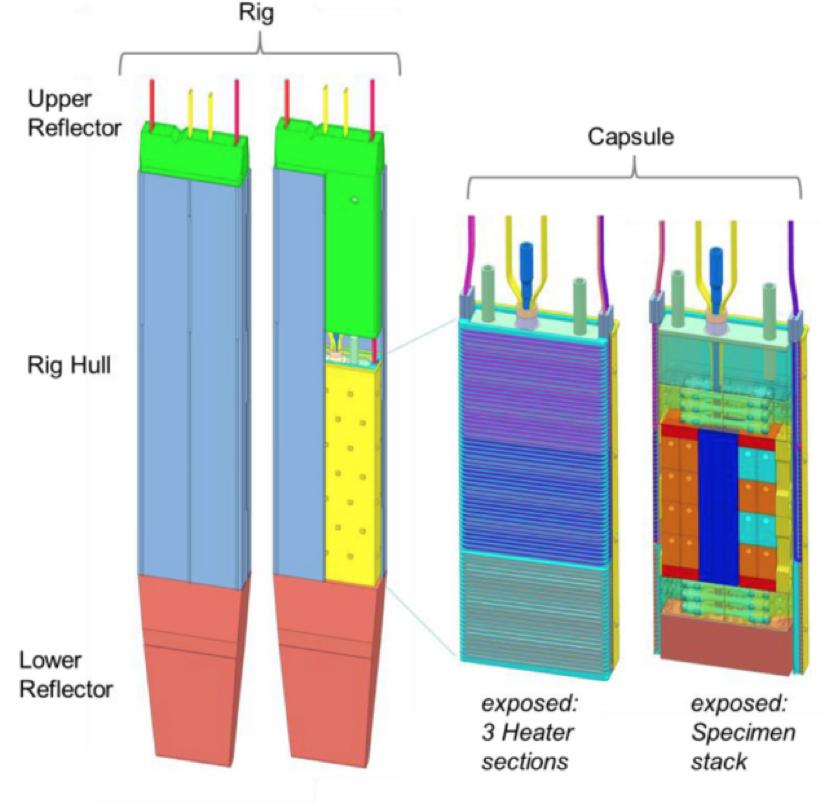 Rig
Upper
Reflector
Capsule
Rig Hull
Lower
Reflector
exposed:
3 Heater
sections
exposed:
Specimen
stack